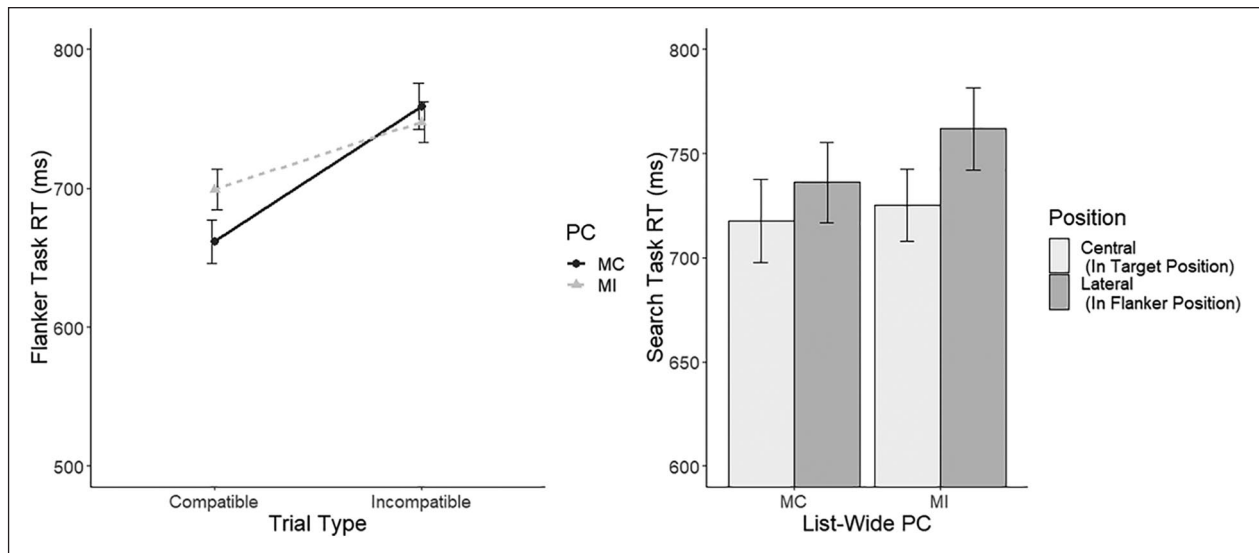 800
700
600
500
Flanker Task RT (ms)
Compatible
Incompatible
Trial Type
PC
MC
MI
800
750
700
650
600
Search Task RT (ms)
MC
MI
List-Wide PC
Position
Central
(In Target Position)
Lateral
(In Flanker Position)